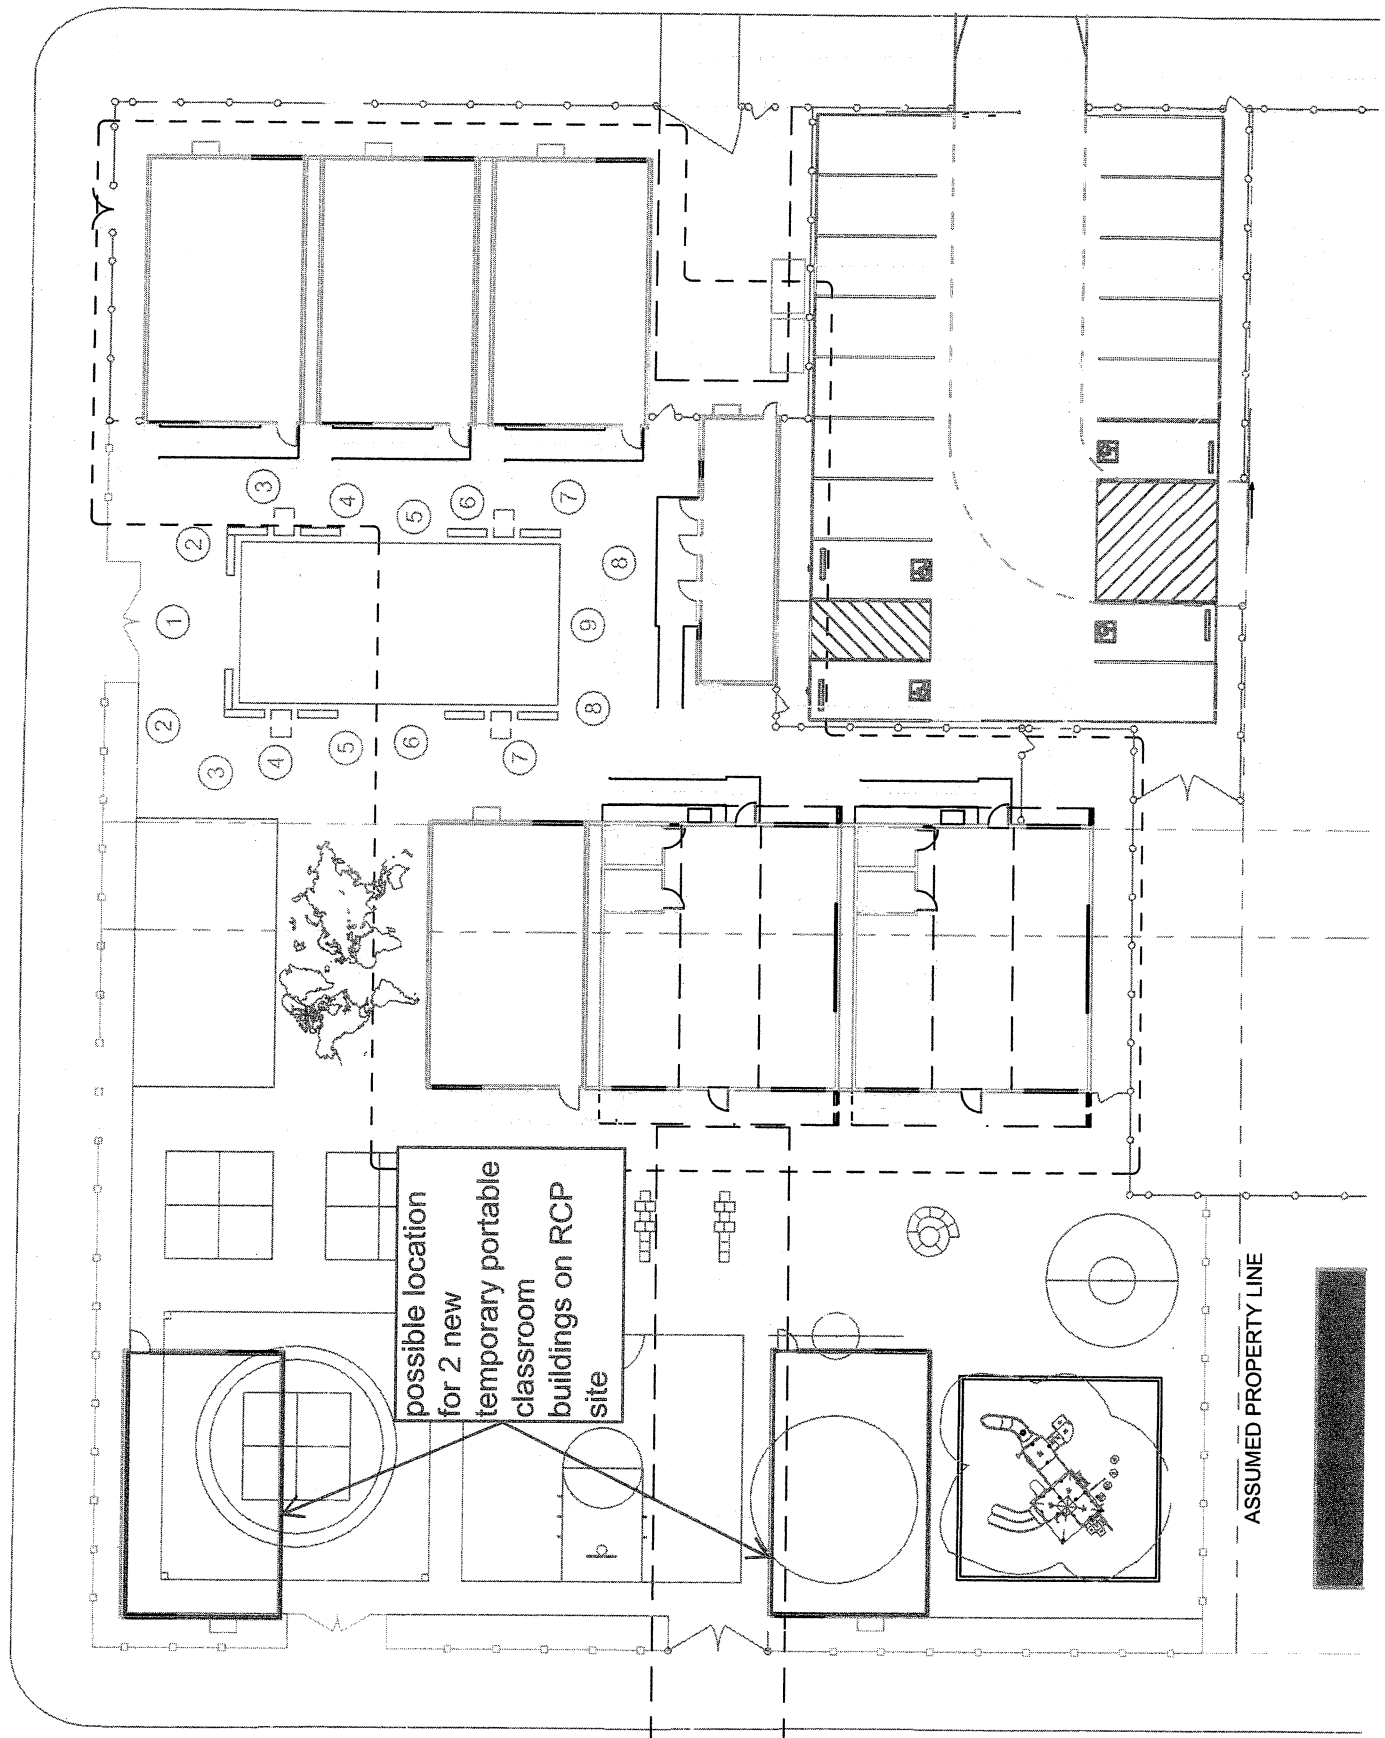 2
1
2
3
3
4
4
5
5
6
6
7
7
8
9
8
possible location
for 2 new
temporary portable
classroom
buildings on RCP
site
ASSUMED PROPERTY LINE